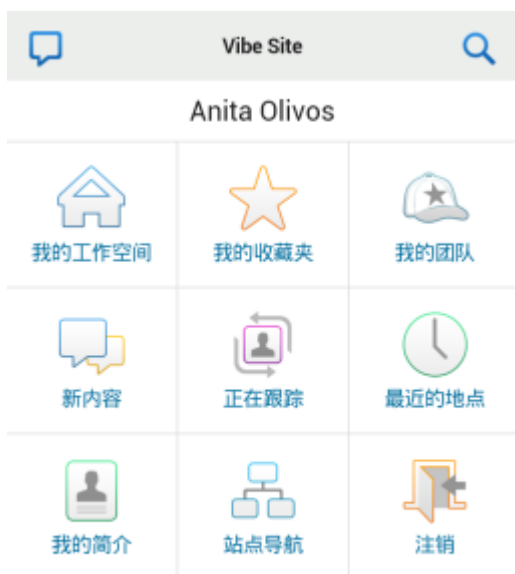 Vibe Site
Anita Olivos
我的工作空间 我的收藏夹 我的团队
新内容 正在跟踪 最近的地点
我的简介 站点导航 注销